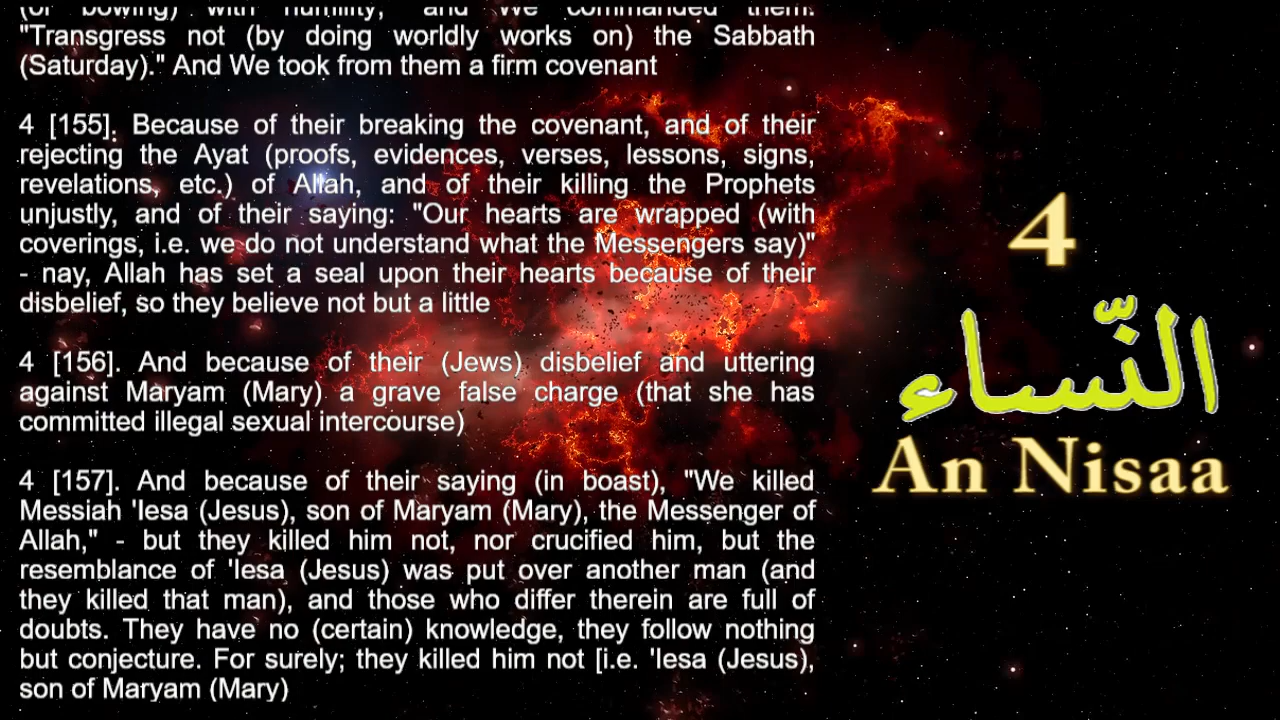 (or bowing) with humility; and We commanded them:
"Transgress not (by doing worldly works on) the Sabbath
(Saturday)." And We took from them a firm covenant
4 [155]. Because of their breaking the covenant, and of their
rejecting the Ayat (proofs, evidences, verses, lessons, signs,
revelations, etc.) of Allah, and of their killing the Prophets
unjustly, and of their saying: "Our hearts are wrapped (with
coverings, i.e. we do not understand what the Messengers say)"
- nay, Allah has set a seal upon their hearts because of their
disbelief, so they believe not but a little
4 [156]. And because of their (Jews) disbelief and uttering
against Maryam (Mary) a grave false charge (that she has
committed illegal sexual intercourse)
4 [157]. And because of their saying (in boast), "We killed
Messiah 'Iesa (Jesus), son of Maryam (Mary), the Messenger of
Allah," - but they killed him not, nor crucified him, but the
resemblance of 'Iesa (Jesus) was put over another man (and
they killed that man), and those who differ therein are full of
doubts. They have no (certain) knowledge, they follow nothing
but conjecture. For surely; they killed him not [i.e. 'Iesa (Jesus),
son of Maryam (Mary)
4
النّساء
An Nisaa